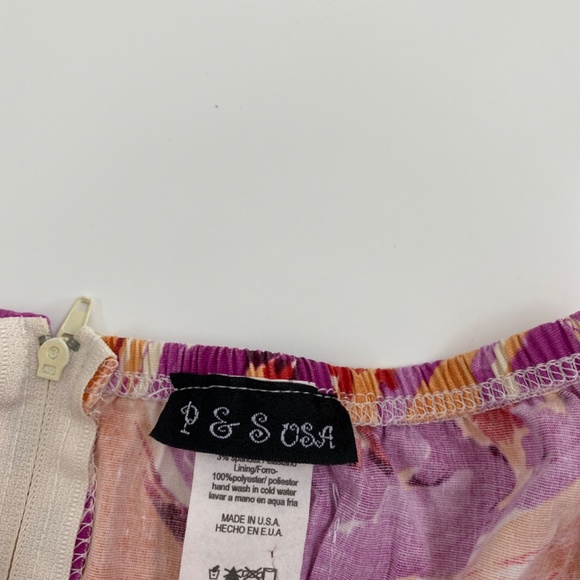 P & S USA
3% spandex
Lining/Forro-
100%polyester/ poliester
hand wash in cold water
lavar a mano en aqua fria
MADE IN U.S.A.
HECHO EN E.U.A.